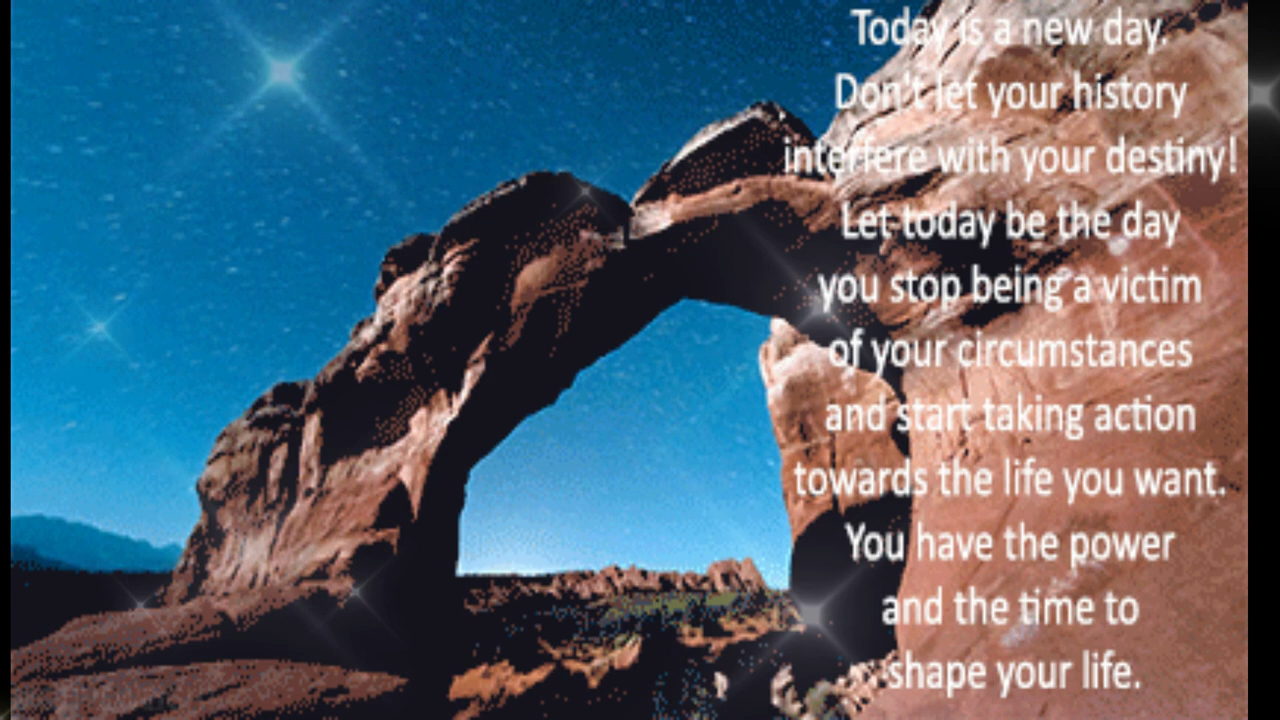 Today is a new day.
Don't let your history
interfere with your destiny!
Let today be the day
you stop being a victim
of your circumstances
and start taking action
towards the life you want.
You have the power
and the time to
shape your life.